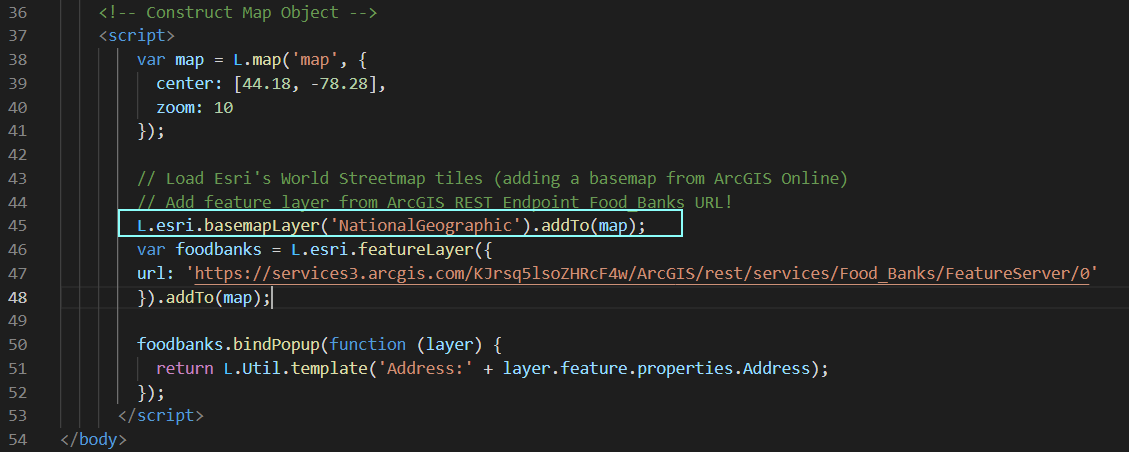 36 <!-- Construct Map Object -->
37 <script>
38 var map = L.map('map', {
39 center: [44.18, -78.28],
40 zoom: 10
41 });
42
43 // Load Esri's World Streetmap tiles (adding a basemap from ArcGIS Online)
44 // Add feature layer from ArcGIS REST Endpoint Food_Banks URL!
45 L.esri.basemapLayer('NationalGeographic').addTo(map);
46 var foodbanks = L.esri.featureLayer({
47 url: 'https://services3.arcgis.com/KJrsq5lsoZHRcF4w/ArcGIS/rest/services/Food_Banks/FeatureServer/0'
48 }).addTo(map);
49
50 foodbanks.bindPopup(function (layer) {
51 return L.Util.template('Address:' + layer.feature.properties.Address);
52 });
53 </script>
54 </body>